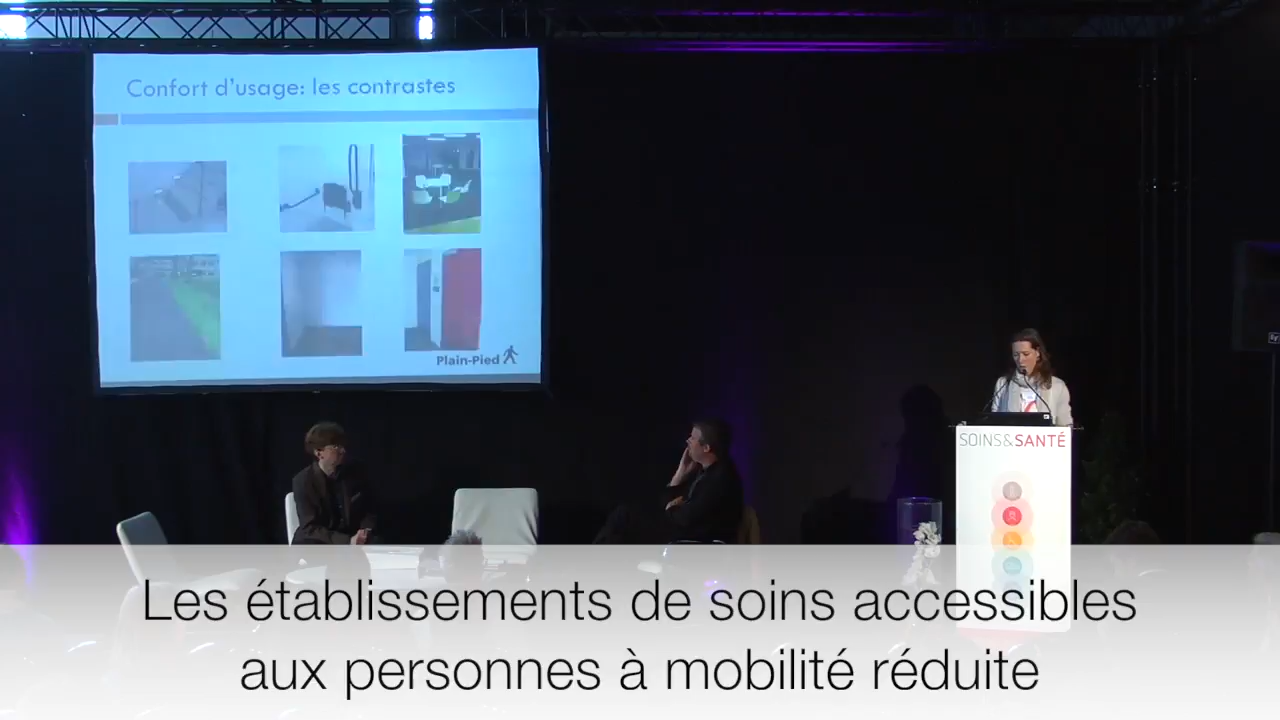 Confort d'usage: les contrastes
Plain-Pied
SOINS&SANTÉ
Les établissements de soins accessibles
aux personnes à mobilité réduite